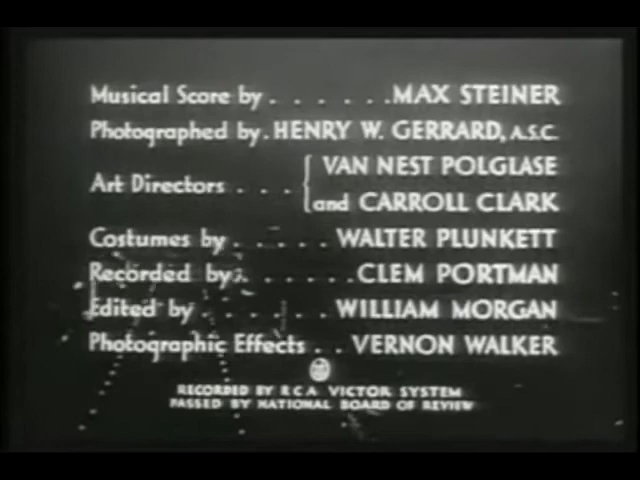 Musical Score by . . . . . . MAX STEINER
Photographed by . HENRY W. GERRARD, A.S.C.
Art Directors . . . VAN NEST POLGLASE
and CARROLL CLARK
Costumes by . . . . . WALTER PLUNKETT
Recorded by . . . . . . CLEM PORTMAN
Edited by . . . . . . WILLIAM MORGAN
Photographic Effects . . VERNON WALKER
RECORDED BY R.C.A. VICTOR SYSTEM
PASSED BY NATIONAL BOARD OF REVIEW